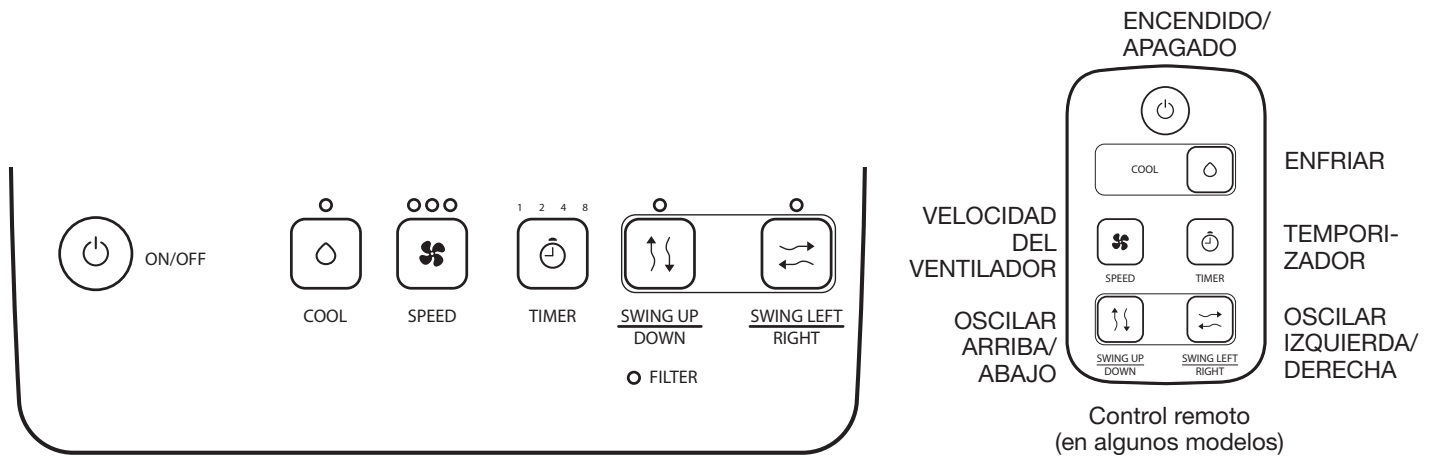 ON/OFF
COOL
SPEED
1 2 4 8
TIMER
SWING UP
DOWN
SWING LEFT
RIGHT
FILTER
ENCENDIDO/
APAGADO
COOL
ENFRIAR
VELOCIDAD
DEL
VENTILADOR
SPEED
TIMER
TEMPORI-
ZADOR
OSCILAR
ARRIBA/
ABAJO
SWING UP
DOWN
SWING LEFT
RIGHT
OSCILAR
IZQUIERDA/
DERECHA
Control remoto
(en algunos modelos)